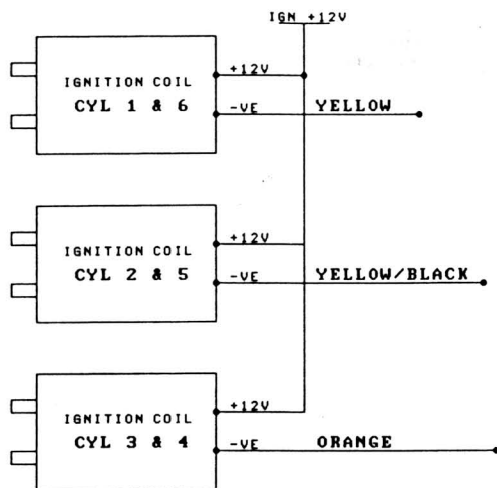 IGN +12V
IGNITION COIL
CYL 1 & 6
+12V
-VE YELLOW
IGNITION COIL
CYL 2 & 5
+12V
-VE YELLOW/BLACK
IGNITION COIL
CYL 3 & 4
+12V
-VE ORANGE